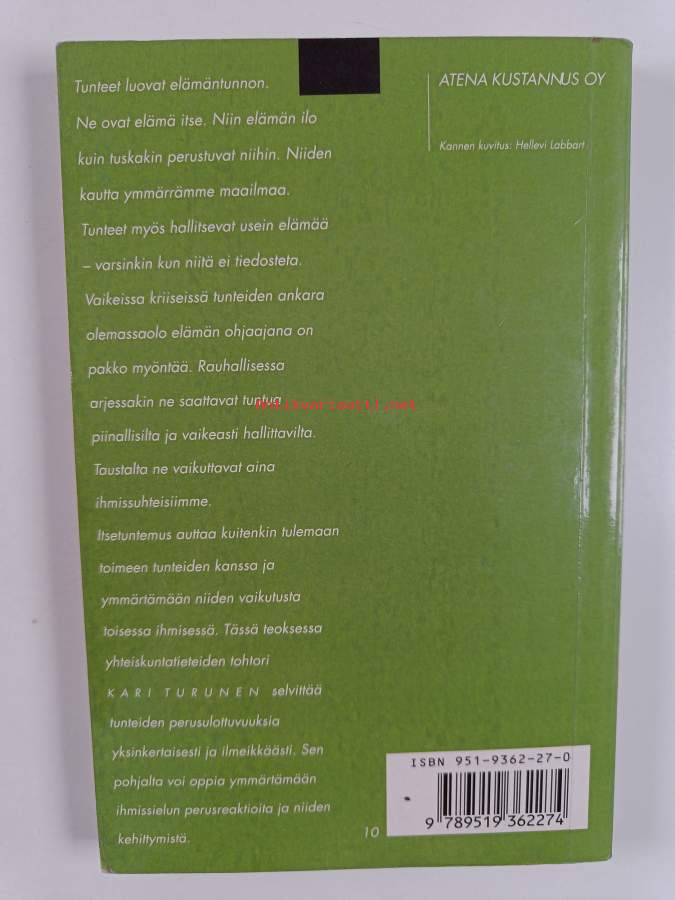 Tunteet luovat elämäntunnon.
Ne ovat elämä itse. Niin elämän ilo
kuin tuskakin perustuvat niihin. Niiden
kautta ymmärrämme maailmaa.
Tunteet myös hallitsevat usein elämää
– varsinkin kun niitä ei tiedosteta.
Vaikeissa kriiseissä tunteiden ankara
olemassaolo elämän ohjaajana on
pakko myöntää. Rauhallisessa
arjessakin ne saattavat tuntua
piinallisilta ja vaikeasti hallittavilta.
Taustalta ne vaikuttavat aina
ihmissuhteisiimme.
Itsetuntemus auttaa kuitenkin tulemaan
toimeen tunteiden kanssa ja
ymmärtämään niiden vaikutusta
toisessa ihmisessä. Tässä teoksessa
yhteiskuntatieteiden tohtori
KARI TURUNEN selvittää
tunteiden perusulottuvuuksia
yksinkertaisesti ja ilmeikkäästi. Sen
pohjalta voi oppia ymmärtämään
ihmissielun perusreaktioita ja niiden
kehittymistä.
10
ATENA KUSTANNUS OY
Kannen kuvitus: Hellevi Labbart
Antikvariaatti.net
ISBN 951-9362-27-0
9 789519 362274